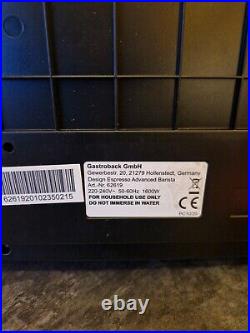 Gastroback GmbH
Gewerbestr. 20, 21279 Hollenstedt, Germany
Design Espresso Advanced Barista
Art.-Nr. 62619
220-240V~ 50-60Hz 1600W
FOR HOUSEHOLD USE ONLY
DO NOT IMMERSE IN WATER
6261920102350215